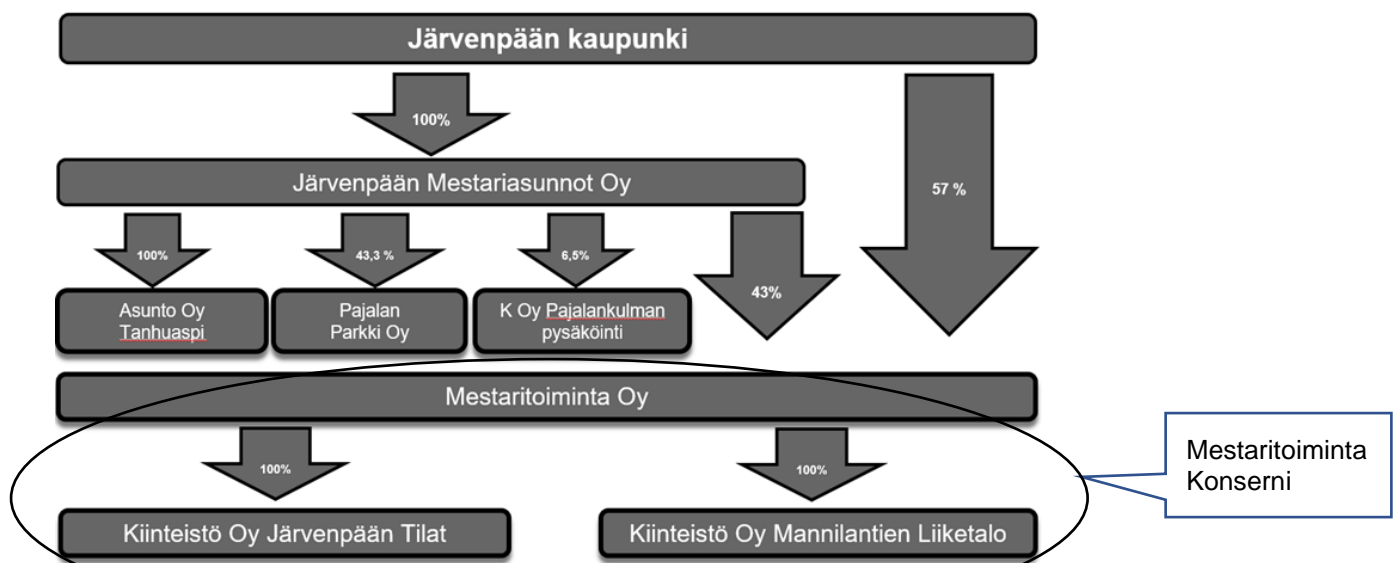 Järvenpään kaupunki
100%
57 %
Järvenpään Mestariasunnot Oy
100%
43,3 %
6,5%
43%
Asunto Oy
Tanhuaspi
Pajalan
Parkki Oy
K Oy Pajalankulman
pysäköinti
Mestaritoiminta Oy
100%
100%
Mestaritoiminta
Konserni
Kiinteistö Oy Järvenpään Tilat
Kiinteistö Oy Mannilantien Liiketalo